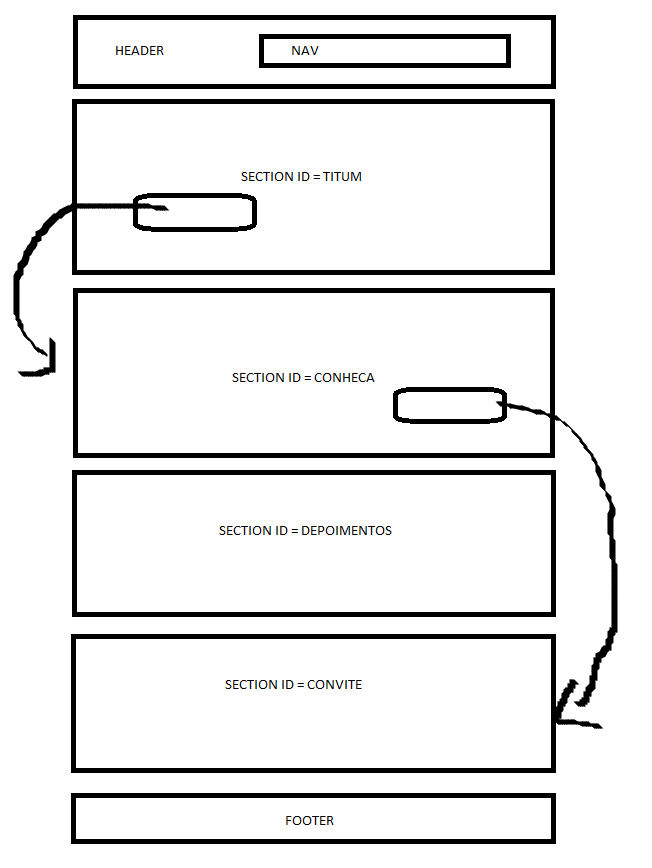 HEADER
NAV
SECTION ID = TITUM
SECTION ID = CONHECA
SECTION ID = DEPOIMENTOS
SECTION ID = CONVITE
FOOTER